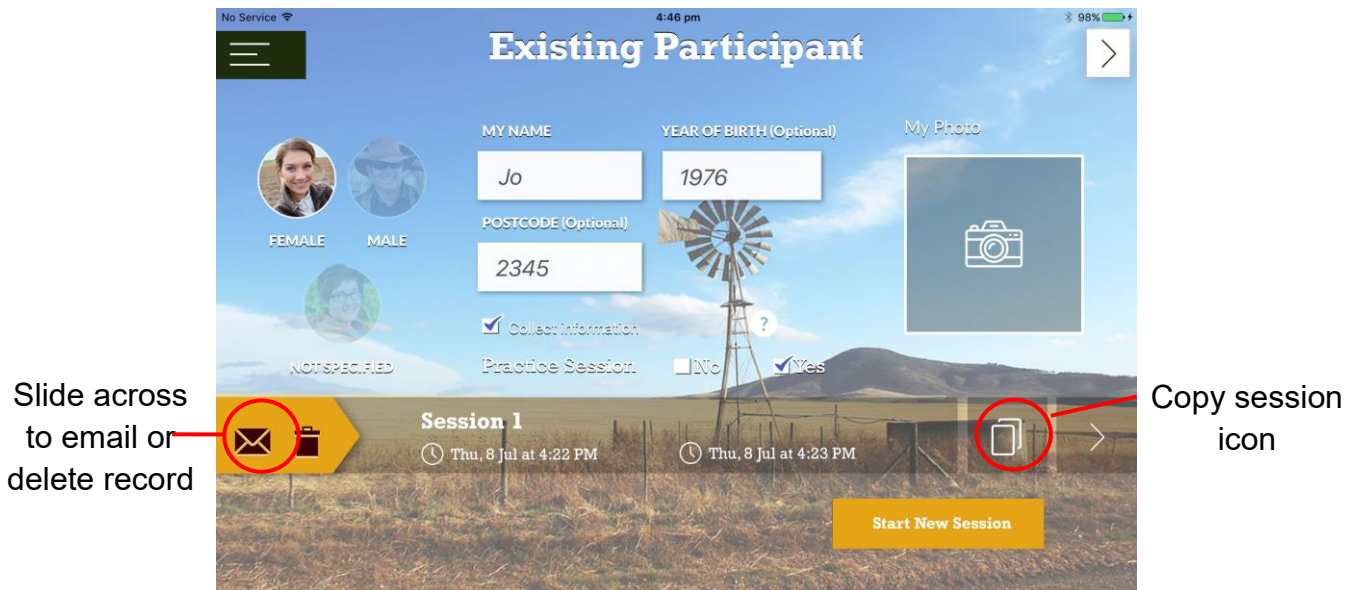 No Service
4:46 pm
98%
Existing Participant
MY NAME
YEAR OF BIRTH (Optional)
My Photo
Jo
1976
FEMALE
MALE
POSTCODE (Optional)
2345
Collect information
?
NOT SPECIFIED
Practice Session
No
Yes
Slide across
to email or
delete record
Session 1
Thu, 8 Jul at 4:22 PM
Thu, 8 Jul at 4:23 PM
Copy session
icon
Start New Session